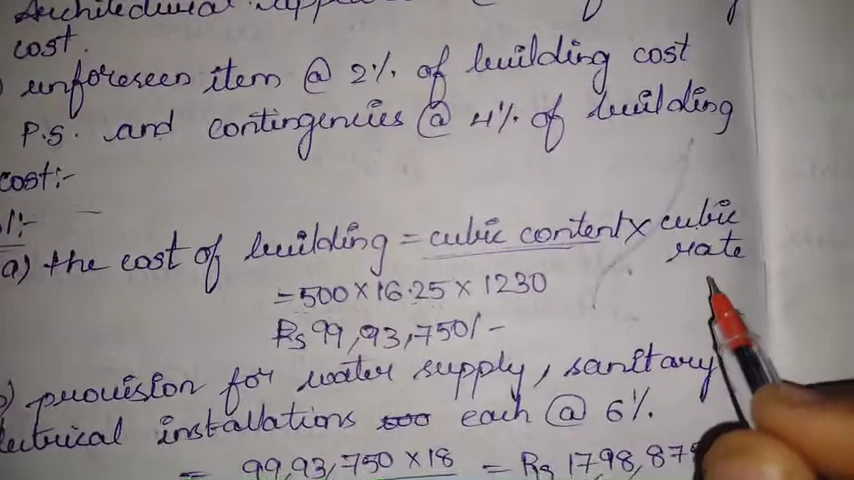 Architectural
cost.
unforeseen item @ 2% of building cost
P.S. and contingencies @ 4% of building
cost:-
a) the cost of building = cubic content x cubic
rate
= 500 x 16.25 x 1230
Rs 99,93,750/-
provision for water supply, sanitary
installations each @ 6%.
= 99,93,750 x 18 = Rs 1798,875